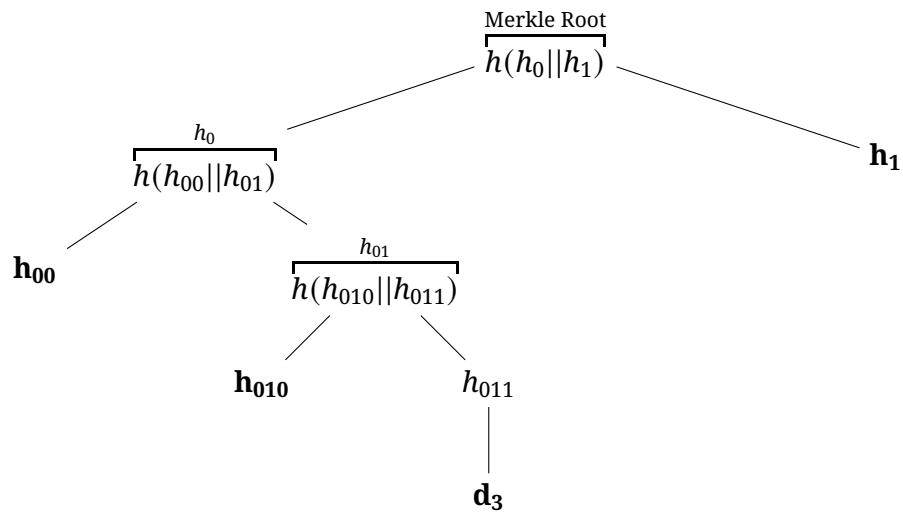 Merkle Root
h(h₀||h₁)
h₀
h(h₀₀||h₀₁)
h₁
h₀₀
h₀₁
h(h₀₁₀||h₀₁₁)
h₀₁₀
h₀₁₁
d₃